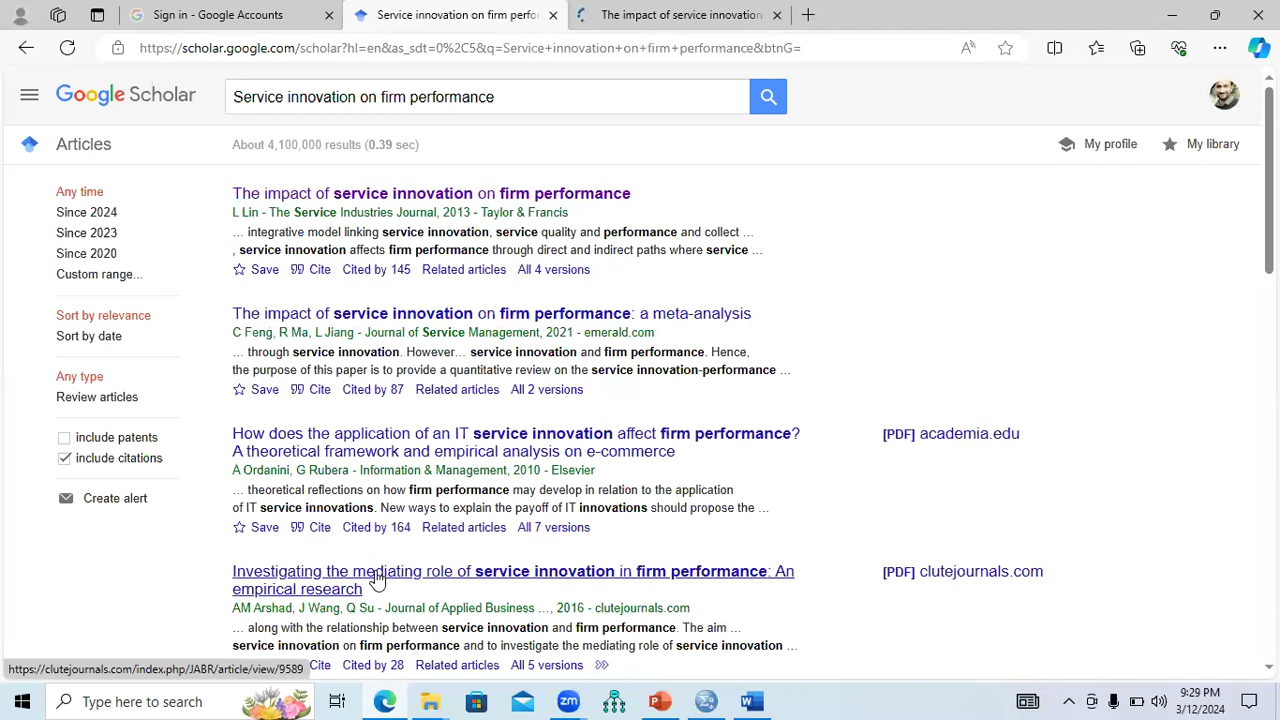 Sign in - Google Accounts
Service innovation on firm perfor
The impact of service innovation
https://scholar.google.com/scholar?hl=en&as_sdt=0%2C5&q=Service+innovation+on+firm+performance&btnG=
Google Scholar
Service innovation on firm performance
Articles
About 4,100,000 results (0.39 sec)
My profile
My library
Any time
Since 2024
Since 2023
Since 2020
Custom range...
Sort by relevance
Sort by date
Any type
Review articles
include patents
include citations
Create alert
The impact of service innovation on firm performance
L Lin - The Service Industries Journal, 2013 - Taylor & Francis
… integrative model linking service innovation, service quality and performance and collect …
, service innovation affects firm performance through direct and indirect paths where service …
Save Cite Cited by 145 Related articles All 4 versions
The impact of service innovation on firm performance: a meta-analysis
C Feng, R Ma, L Jiang - Journal of Service Management, 2021 - emerald.com
… through service innovation. However… service innovation and firm performance. Hence,
the purpose of this paper is to provide a quantitative review on the service innovation-performance …
Save Cite Cited by 87 Related articles All 2 versions
How does the application of an IT service innovation affect firm performance?
A theoretical framework and empirical analysis on e-commerce
[PDF] academia.edu
A Ordanini, G Rubera - Information & Management, 2010 - Elsevier
… theoretical reflections on how firm performance may develop in relation to the application
of IT service innovations. New ways to explain the payoff of IT innovations should propose the …
Save Cite Cited by 164 Related articles All 7 versions
Investigating the mediating role of service innovation in firm performance: An
empirical research
[PDF] clutejournals.com
AM Arshad, J Wang, Q Su - Journal of Applied Business …, 2016 - clutejournals.com
… along with the relationship between service innovation and firm performance. The aim …
service innovation on firm performance and to investigate the mediating role of service innovation …
Cite Cited by 28 Related articles All 5 versions
https://clutejournals.com/index.php/JABR/article/view/9589
Type here to search
zm
9:29 PM
3/12/2024